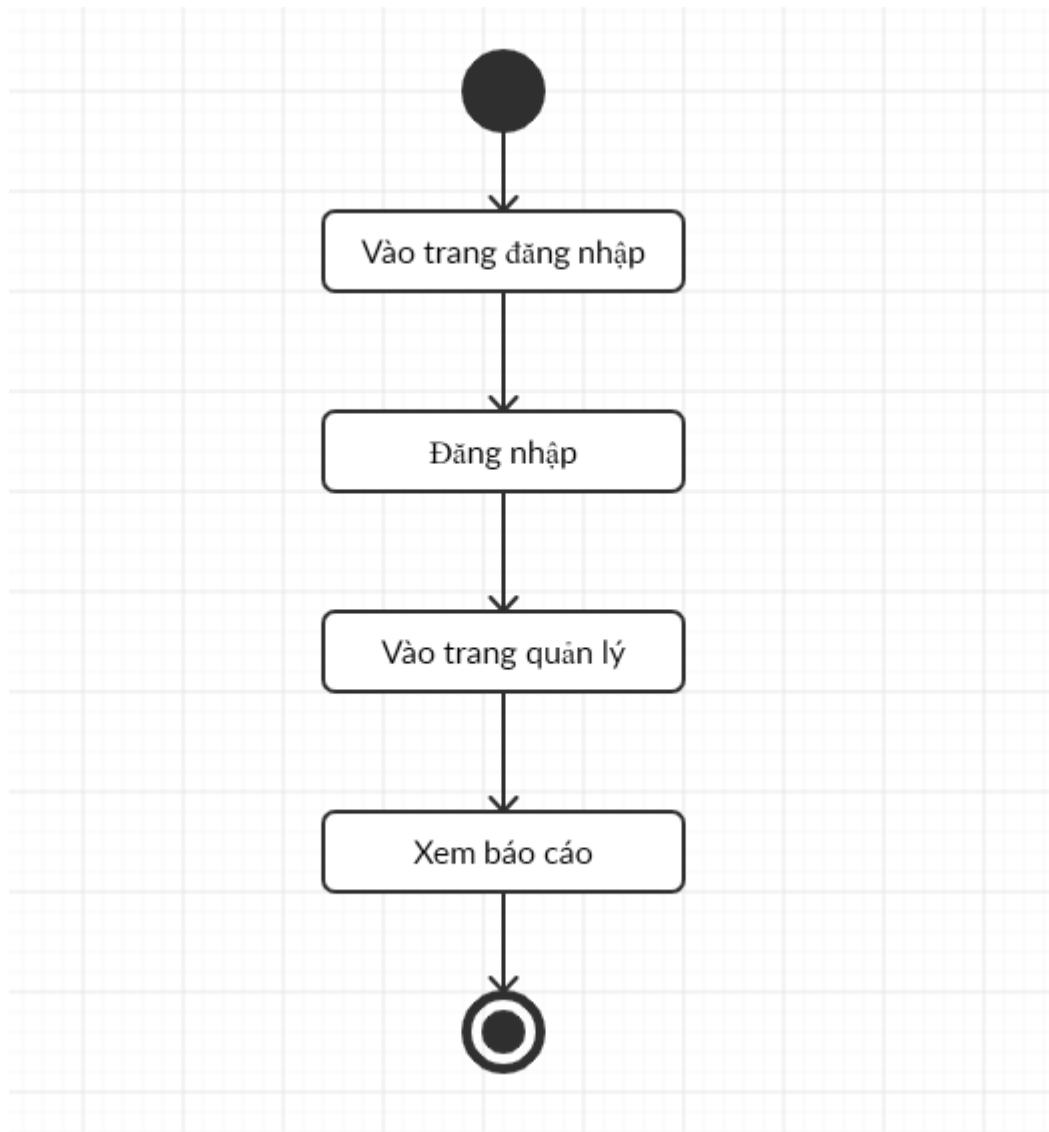 Vào trang đăng nhập
Đăng nhập
Vào trang quản lý
Xem báo cáo